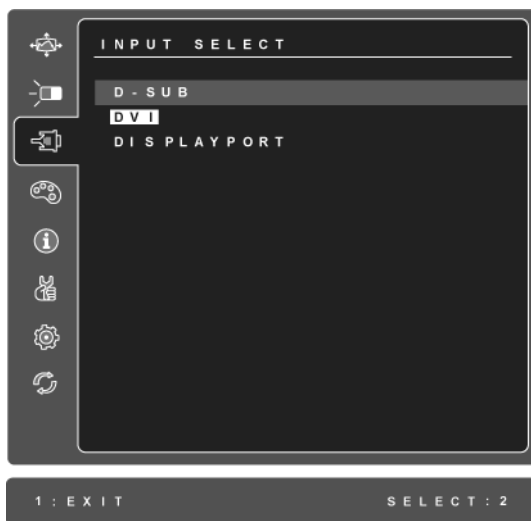 INPUT SELECT
D-SUB
DVI
DISPLAYPORT
1:EXIT SELECT:2